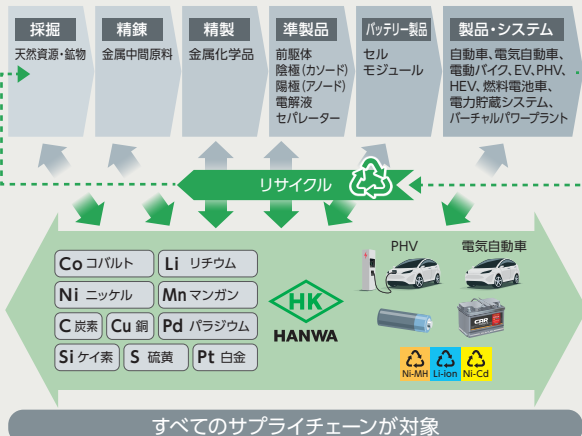 採掘
天然資源・鉱物
精錬
金属中間原料
精製
金属化学品
準製品
前駆体
陰極(カソード)
陽極(アノード)
電解液
セパレーター
バッテリー製品
セル
モジュール
製品・システム
自動車、電気自動車、
電動バイク、EV、PHV、
HEV、燃料電池車、
電力貯蔵システム、
バーチャルパワープラント
リサイクル
Co コバルト
Li リチウム
Ni ニッケル
Mn マンガン
C 炭素
Cu 銅
Pd パラジウム
Si ケイ素
S 硫黄
Pt 白金
HK
HANWA
PHV
電気自動車
CAR
Ni-MH
Li-ion
Ni-Cd
すべてのサプライチェーンが対象